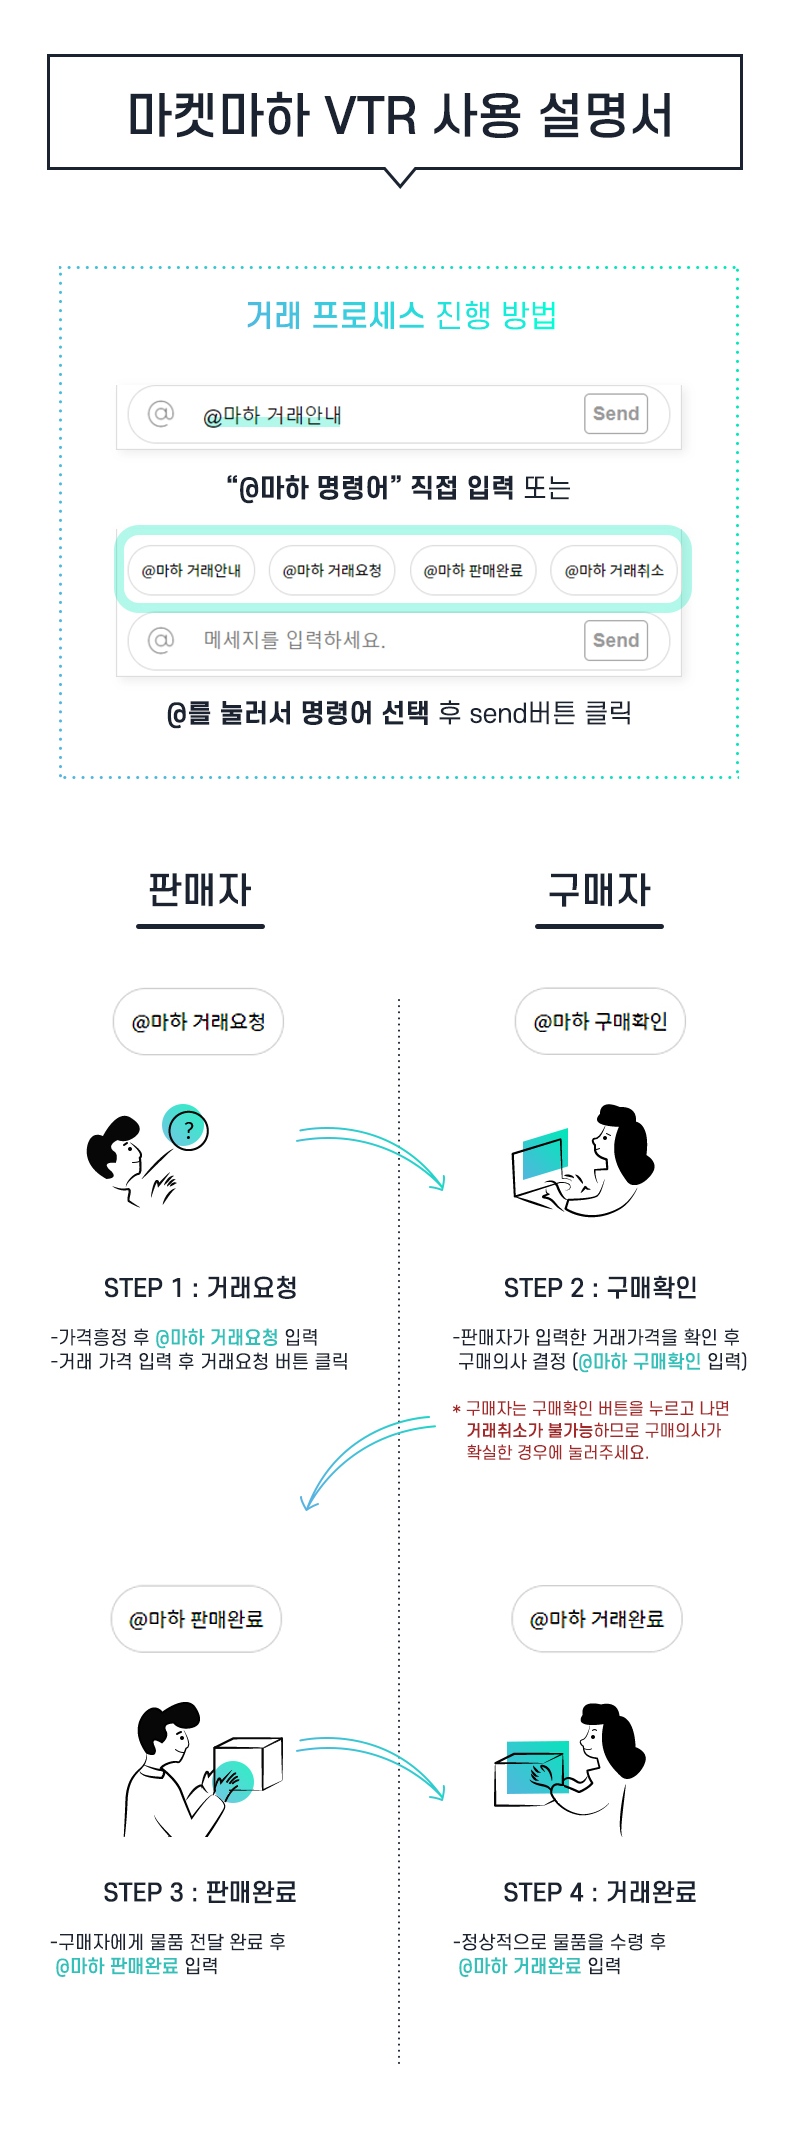 마켓마하 VTR 사용 설명서
거래 프로세스 진행 방법
@ @마하 거래안내 Send
“@마하 명령어” 직접 입력 또는
@마하 거래안내 @마하 거래요청 @마하 판매완료 @마하 거래취소
@ 메세지를 입력하세요. Send
@를 눌러서 명령어 선택 후 send버튼 클릭
판매자
구매자
@마하 거래요청
@마하 구매확인
?
STEP 1 : 거래요청
-가격흥정 후 @마하 거래요청 입력
-거래 가격 입력 후 거래요청 버튼 클릭
STEP 2 : 구매확인
-판매자가 입력한 거래가격을 확인 후
구매의사 결정 (@마하 구매확인 입력)
* 구매자는 구매확인 버튼을 누르고 나면
거래취소가 불가능하므로 구매의사가
확실한 경우에 눌러주세요.
@마하 판매완료
@마하 거래완료
STEP 3 : 판매완료
-구매자에게 물품 전달 완료 후
@마하 판매완료 입력
STEP 4 : 거래완료
-정상적으로 물품을 수령 후
@마하 거래완료 입력